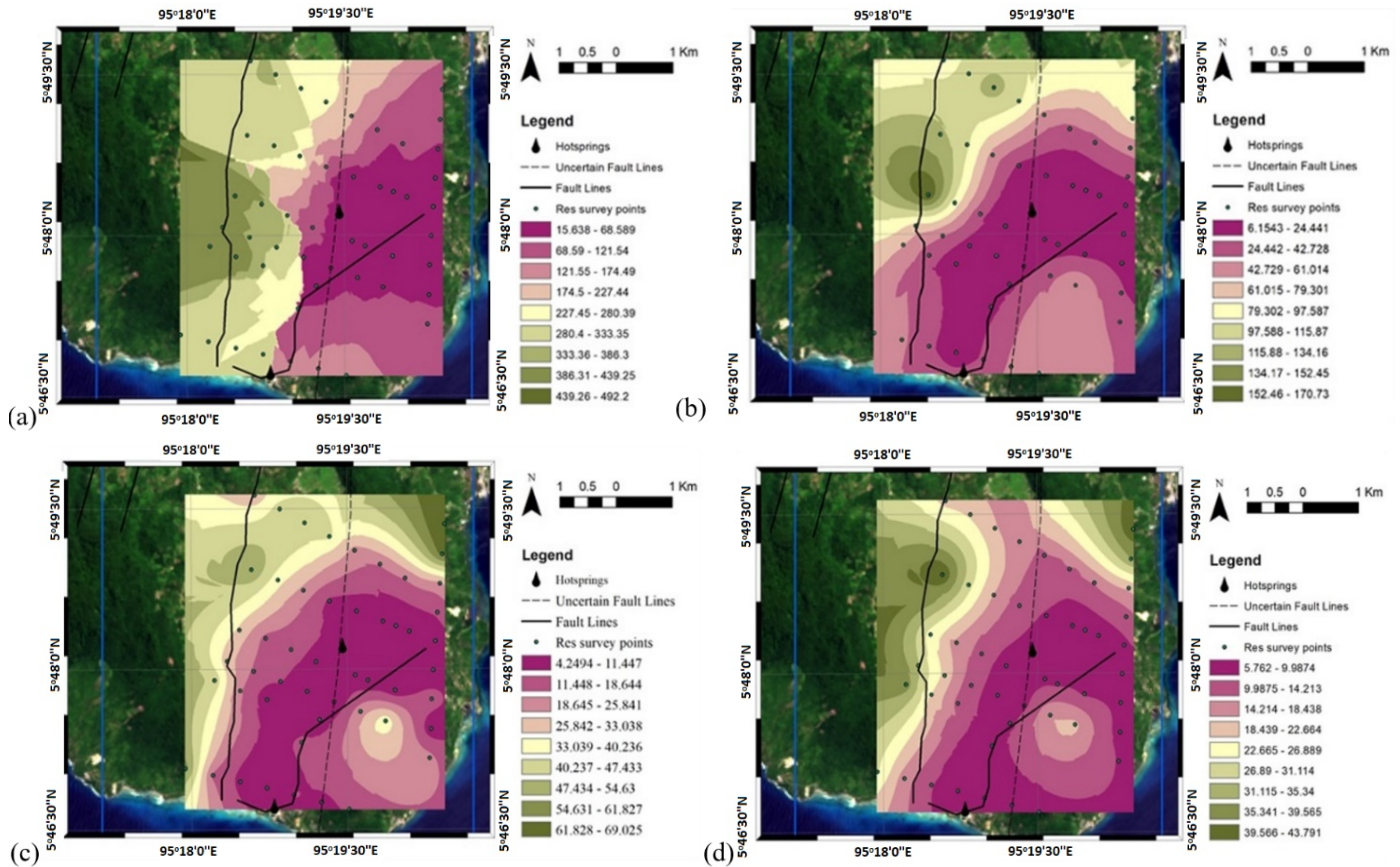 95°18'0''E 95°19'30''E
5°49'30''N
5°48'0''N
5°46'30''N
5°49'30''N
5°48'0''N
5°46'30''N
95°18'0''E 95°19'30''E
N
1 0.5 0 1 Km
Legend
Hotsprings
Uncertain Fault Lines
Fault Lines
Res survey points
15.638 - 68.589
68.59 - 121.54
121.55 - 174.49
174.5 - 227.44
227.45 - 280.39
280.4 - 333.35
333.36 - 386.3
386.31 - 439.25
439.26 - 492.2
(a)
95°18'0''E 95°19'30''E
5°49'30''N
5°48'0''N
5°46'30''N
5°49'30''N
5°48'0''N
5°46'30''N
95°18'0''E 95°19'30''E
N
1 0.5 0 1 Km
Legend
Hotsprings
Uncertain Fault Lines
Fault Lines
Res survey points
6.1543 - 24.441
24.442 - 42.728
42.729 - 61.014
61.015 - 79.301
79.302 - 97.587
97.588 - 115.87
115.88 - 134.16
134.17 - 152.45
152.46 - 170.73
(b)
95°18'0''E 95°19'30''E
5°49'30''N
5°48'0''N
5°46'30''N
5°49'30''N
5°48'0''N
5°46'30''N
95°18'0''E 95°19'30''E
N
1 0.5 0 1 Km
Legend
Hotsprings
Uncertain Fault Lines
Fault Lines
Res survey points
4.2494 - 11.447
11.448 - 18.644
18.645 - 25.841
25.842 - 33.038
33.039 - 40.236
40.237 - 47.433
47.434 - 54.63
54.631 - 61.827
61.828 - 69.025
(c)
95°18'0''E 95°19'30''E
5°49'30''N
5°48'0''N
5°46'30''N
5°49'30''N
5°48'0''N
5°46'30''N
95°18'0''E 95°19'30''E
N
1 0.5 0 1 Km
Legend
Hotsprings
Uncertain Fault Lines
Fault Lines
Res survey points
5.762 - 9.9874
9.9875 - 14.213
14.214 - 18.438
18.439 - 22.664
22.665 - 26.889
26.89 - 31.114
31.115 - 35.34
35.341 - 39.565
39.566 - 43.791
(d)